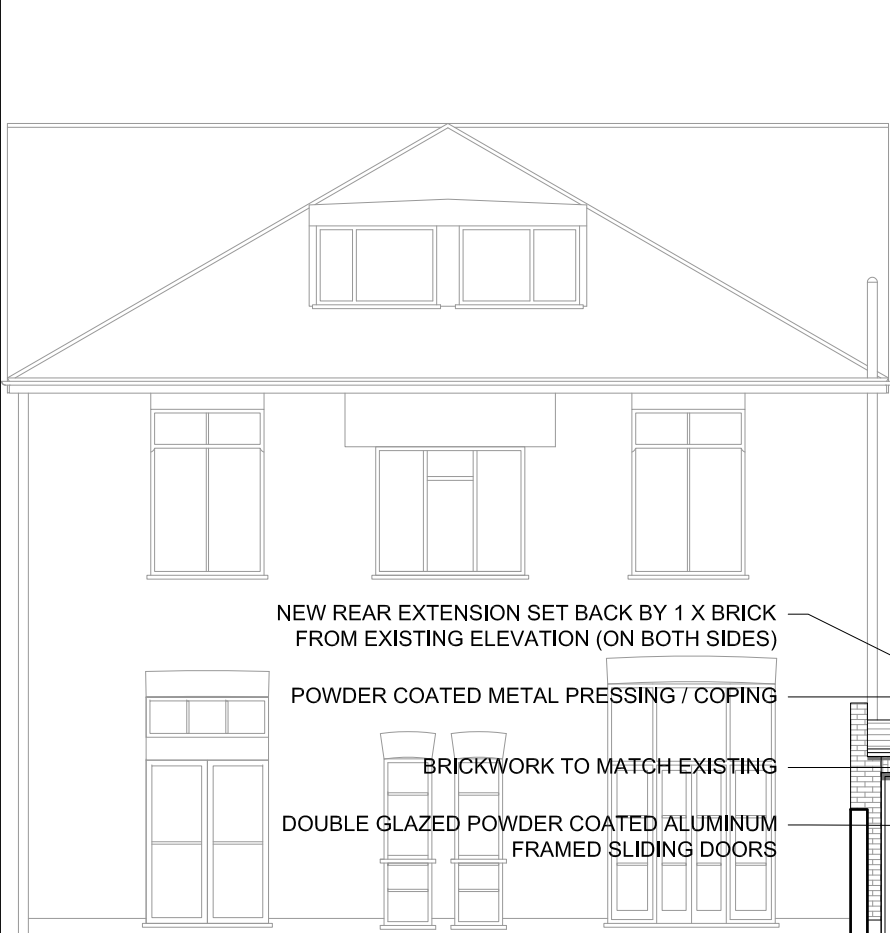 NEW REAR EXTENSION SET BACK BY 1 X BRICK
FROM EXISTING ELEVATION (ON BOTH SIDES)
POWDER COATED METAL PRESSING / COPING
BRICKWORK TO MATCH EXISTING
DOUBLE GLAZED POWDER COATED ALUMINUM
FRAMED SLIDING DOORS